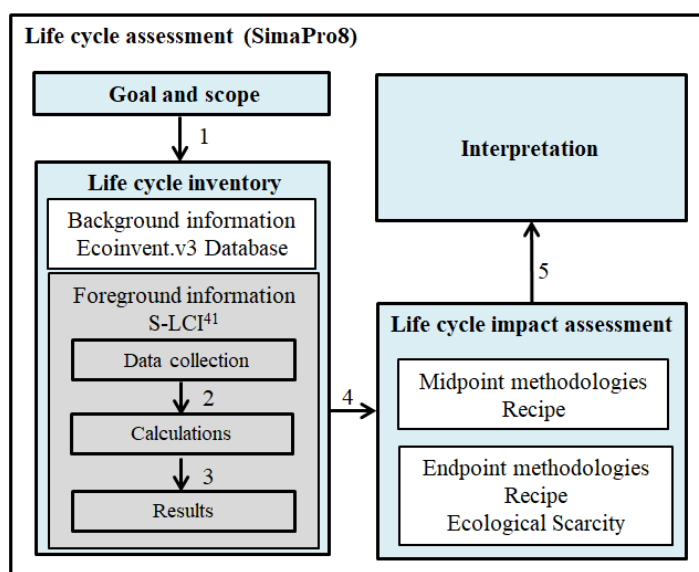 Life cycle assessment (SimaPro8)
Goal and scope
1
Life cycle inventory
Background information
Ecoinvent.v3 Database
Foreground information
S-LCI⁴¹
Data collection
2
Calculations
3
Results
4
Life cycle impact assessment
Midpoint methodologies
Recipe
Endpoint methodologies
Recipe
Ecological Scarcity
5
Interpretation